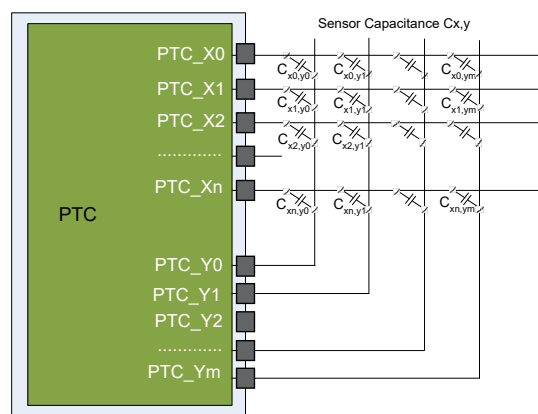 Sensor Capacitance Cx,y
PTC_X0
Cx0,y0 Cx0,y1 Cx0,ym
PTC_X1
Cx1,y0 Cx1,y1 Cx1,ym
PTC_X2
Cx2,y0 Cx2,y1
.............
PTC_Xn
Cxn,y0 Cxn,y1 Cxn,ym
PTC
PTC_Y0
PTC_Y1
PTC_Y2
.............
PTC_Ym